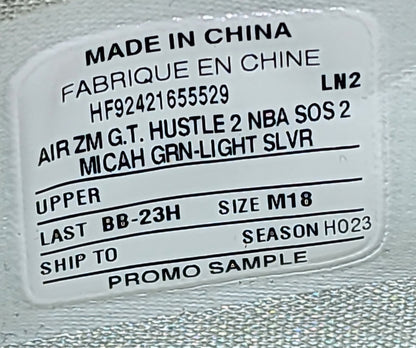 MADE IN CHINA
FABRIQUE EN CHINE
HF92421655529 LN2
AIR ZM G.T. HUSTLE 2 NBA SOS 2
MICAH GRN-LIGHT SLVR
UPPER
LAST BB-23H SIZE M18
SHIP TO SEASON HO23
PROMO SAMPLE